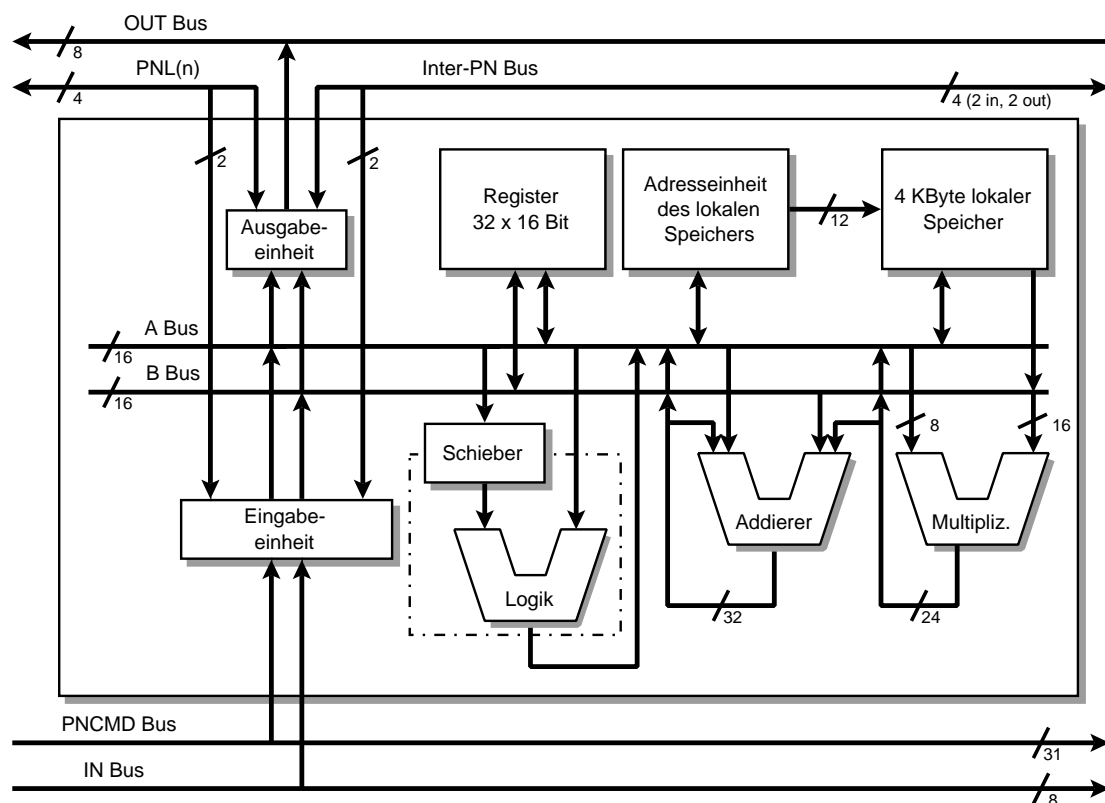 OUT Bus
8
PNL(n)
Inter-PN Bus
4
4 (2 in, 2 out)
2
2
Register
32 x 16 Bit
Adresseinheit
des lokalen
Speichers
12
4 KByte lokaler
Speicher
Ausgabe-
einheit
A Bus
16
B Bus
16
8
16
Schieber
Eingabe-
einheit
Logik
Addierer
Multipliz.
32
24
PNCMD Bus
31
IN Bus
8